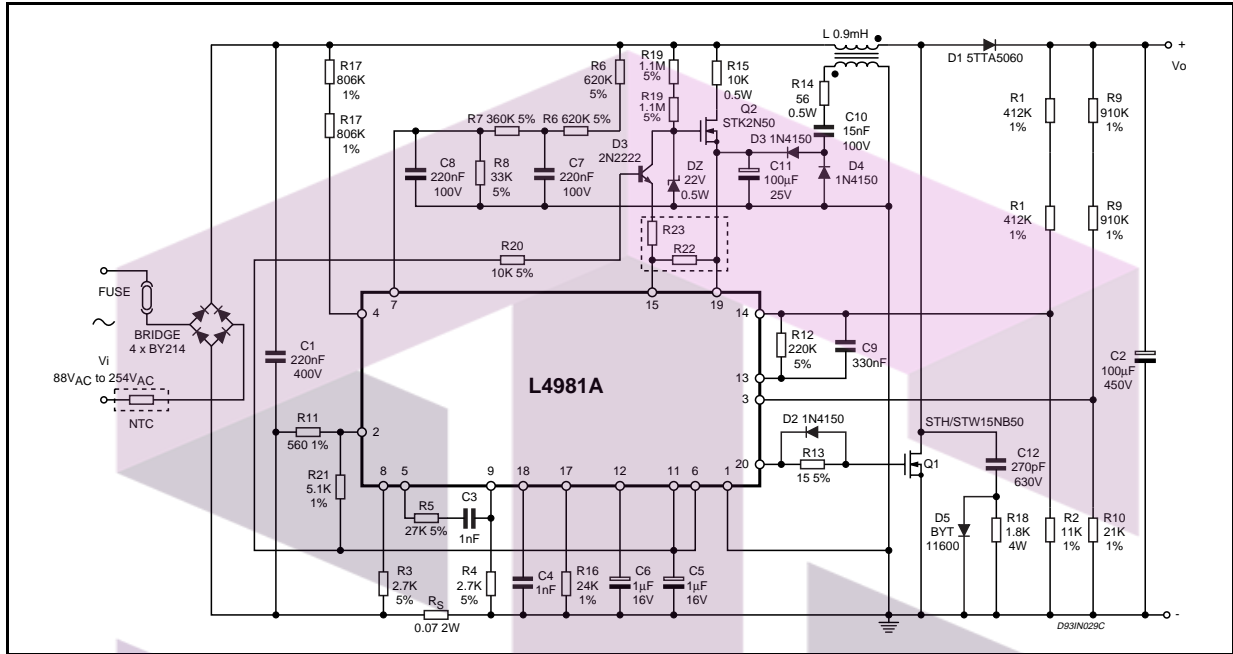 L 0.9mH
+
Vo
D1 5TTA5060
R17
806K
1%
R17
806K
1%
R6
620K
5%
R19
1.1M
5%
R19
1.1M
5%
R15
10K
0.5W
Q2
STK2N50
R14
56
0.5W
C10
15nF
100V
R1
412K
1%
R9
910K
1%
R7 360K 5%
R6 620K 5%
D3
2N2222
D3 1N4150
D4
1N4150
C8
220nF
100V
R8
33K
5%
C7
220nF
100V
DZ
22V
0.5W
C11
100µF
25V
R1
412K
1%
R9
910K
1%
R23
R22
R20
10K 5%
FUSE
BRIDGE
4 x BY214
Vi
88VAC to 254VAC
NTC
C1
220nF
400V
7
15
19
4
14
L4981A
R12
220K
5%
C9
330nF
13
3
C2
100µF
450V
R11
560 1%
2
D2 1N4150
STH/STW15NB50
20
R13
15 5%
Q1
C12
270pF
630V
R21
5.1K
1%
8
5
9
18
17
12
11
6
1
R5
27K 5%
C3
1nF
D5
BYT
11600
R18
1.8K
4W
R2
11K
1%
R10
21K
1%
R3
2.7K
5%
RS
0.07 2W
R4
2.7K
5%
C4
1nF
R16
24K
1%
C6
1µF
16V
C5
1µF
16V
-
D93IN029C